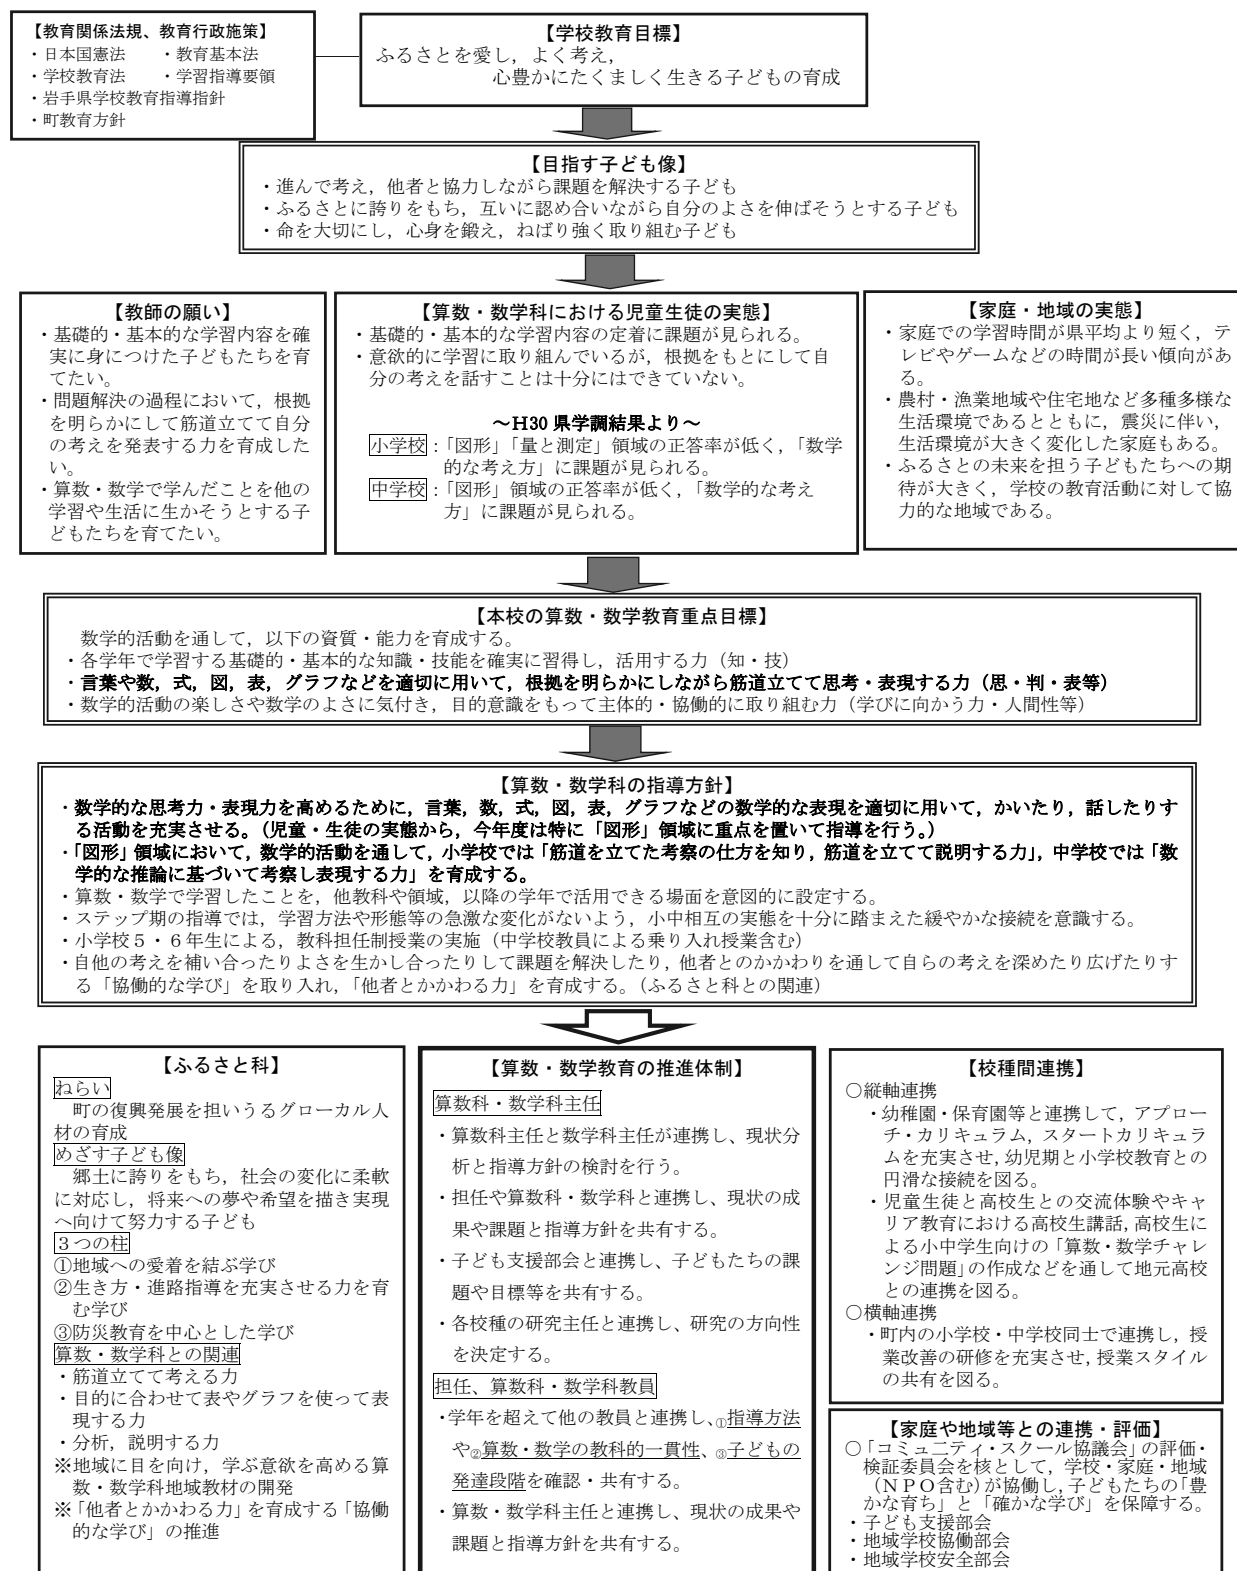 【教育関係法規、教育行政施策】
・日本国憲法　・教育基本法
・学校教育法　・学習指導要領
・岩手県学校教育指導指針
・町教育方針
【学校教育目標】
ふるさとを愛し，よく考え，
心豊かにたくましく生きる子どもの育成
【目指す子ども像】
・進んで考え，他者と協力しながら課題を解決する子ども
・ふるさとに誇りをもち，互いに認め合いながら自分のよさを伸ばそうとする子ども
・命を大切にし，心身を鍛え，ねばり強く取り組む子ども
【教師の願い】
・基礎的・基本的な学習内容を確
実に身につけた子どもたちを育
てたい。
・問題解決の過程において，根拠
を明らかにして筋道立てて自分
の考えを発表する力を育成した
い。
・算数・数学で学んだことを他の
学習や生活に生かそうとする子
どもたちを育てたい。
【算数・数学科における児童生徒の実態】
・基礎的・基本的な学習内容の定着に課題が見られる。
・意欲的に学習に取り組んでいるが，根拠をもとにして自
分の考えを話すことは十分にはできていない。
～H30 県学調結果より～
小学校：「図形」「量と測定」領域の正答率が低く，「数学
的な考え方」に課題が見られる。
中学校：「図形」領域の正答率が低く，「数学的な考え
方」に課題が見られる。
【家庭・地域の実態】
・家庭での学習時間が県平均より短く，テ
レビやゲームなどの時間が長い傾向があ
る。
・農村・漁業地域や住宅地など多種多様な
生活環境であるとともに，震災に伴い，
生活環境が大きく変化した家庭もある。
・ふるさとの未来を担う子どもたちへの期
待が大きく，学校の教育活動に対して協
力的な地域である。
【本校の算数・数学教育重点目標】
数学的活動を通して，以下の資質・能力を育成する。
・各学年で学習する基礎的・基本的な知識・技能を確実に習得し，活用する力（知・技）
・言葉や数，式，図，表，グラフなどを適切に用いて，根拠を明らかにしながら筋道立てて思考・表現する力（思・判・表等）
・数学的活動の楽しさや数学のよさに気付き，目的意識をもって主体的・協働的に取り組む力（学びに向かう力・人間性等）
【算数・数学科の指導方針】
・数学的な思考力・表現力を高めるために，言葉，数，式，図，表，グラフなどの数学的な表現を適切に用いて，かいたり，話したりす
る活動を充実させる。（児童・生徒の実態から，今年度は特に「図形」領域に重点を置いて指導を行う。）
・「図形」領域において，数学的活動を通して，小学校では「筋道を立てた考察の仕方を知り，筋道を立てて説明する力」，中学校では「数
学的な推論に基づいて考察し表現する力」を育成する。
・算数・数学で学習したことを，他教科や領域，以降の学年で活用できる場面を意図的に設定する。
・ステップ期の指導では，学習方法や形態等の急激な変化がないよう，小中相互の実態を十分に踏まえた緩やかな接続を意識する。
・小学校５・６年生による，教科担任制授業の実施（中学校教員による乗り入れ授業含む）
・自他の考えを補い合ったりよさを生かし合ったりして課題を解決したり，他者とのかかわりを通して自らの考えを深めたり広げたりす
る「協働的な学び」を取り入れ，「他者とかかわる力」を育成する。（ふるさと科との関連）
【ふるさと科】
ねらい
町の復興発展を担いうるグローカル人
材の育成
めざす子ども像
郷土に誇りをもち，社会の変化に柔軟
に対応し，将来への夢や希望を描き実現
へ向けて努力する子ども
３つの柱
①地域への愛着を結ぶ学び
②生き方・進路指導を充実させる力を育
む学び
③防災教育を中心とした学び
算数・数学科との関連
・筋道立てて考える力
・目的に合わせて表やグラフを使って表
現する力
・分析，説明する力
※地域に目を向け，学ぶ意欲を高める算
数・数学科地域教材の開発
※「他者とかかわる力」を育成する「協働
的な学び」の推進
【算数・数学教育の推進体制】
算数科・数学科主任
・算数科主任と数学科主任が連携し、現状分
析と指導方針の検討を行う。
・担任や算数科・数学科と連携し、現状の成
果や課題と指導方針を共有する。
・子ども支援部会と連携し、子どもたちの課
題や目標等を共有する。
・各校種の研究主任と連携し、研究の方向性
を決定する。
担任、算数科・数学科教員
・学年を超えて他の教員と連携し、①指導方法
や②算数・数学の教科的一貫性、③子どもの
発達段階を確認・共有する。
・算数・数学科主任と連携し、現状の成果や
課題と指導方針を共有する。
【校種間連携】
○縦軸連携
・幼稚園・保育園等と連携して，アプロー
チ・カリキュラム，スタートカリキュラ
ムを充実させ，幼児期と小学校教育との
円滑な接続を図る。
・児童生徒と高校生との交流体験やキャ
リア教育における高校生講話，高校生に
よる小中学生向けの「算数・数学チャレ
ンジ問題」の作成などを通して地元高校
との連携を図る。
○横軸連携
・町内の小学校・中学校同士で連携し，授
業改善の研修を充実させ，授業スタイル
の共有を図る。
【家庭や地域等との連携・評価】
○「コミュニティ・スクール協議会」の評価・
検証委員会を核として，学校・家庭・地域
（ＮＰＯ含む）が協働し，子どもたちの「豊
かな育ち」と「確かな学び」を保障する。
・子ども支援部会
・地域学校協働部会
・地域学校安全部会